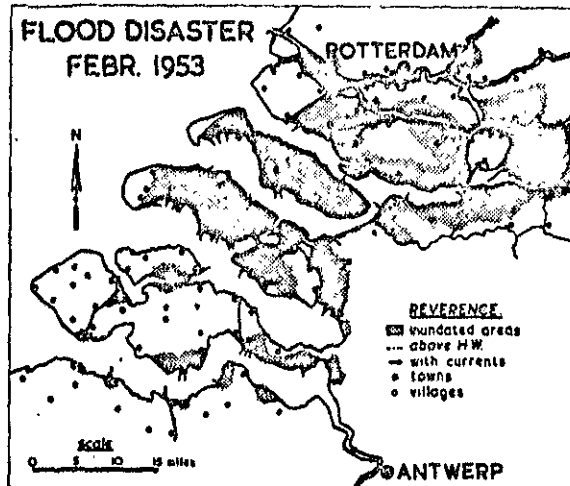 FLOOD DISASTER
FEBR. 1953
ROTTERDAM
N
REVERENCE.
inundated areas
above H.W.
with currents
towns
villages
scale
0 5 10 15 miles
ANTWERP